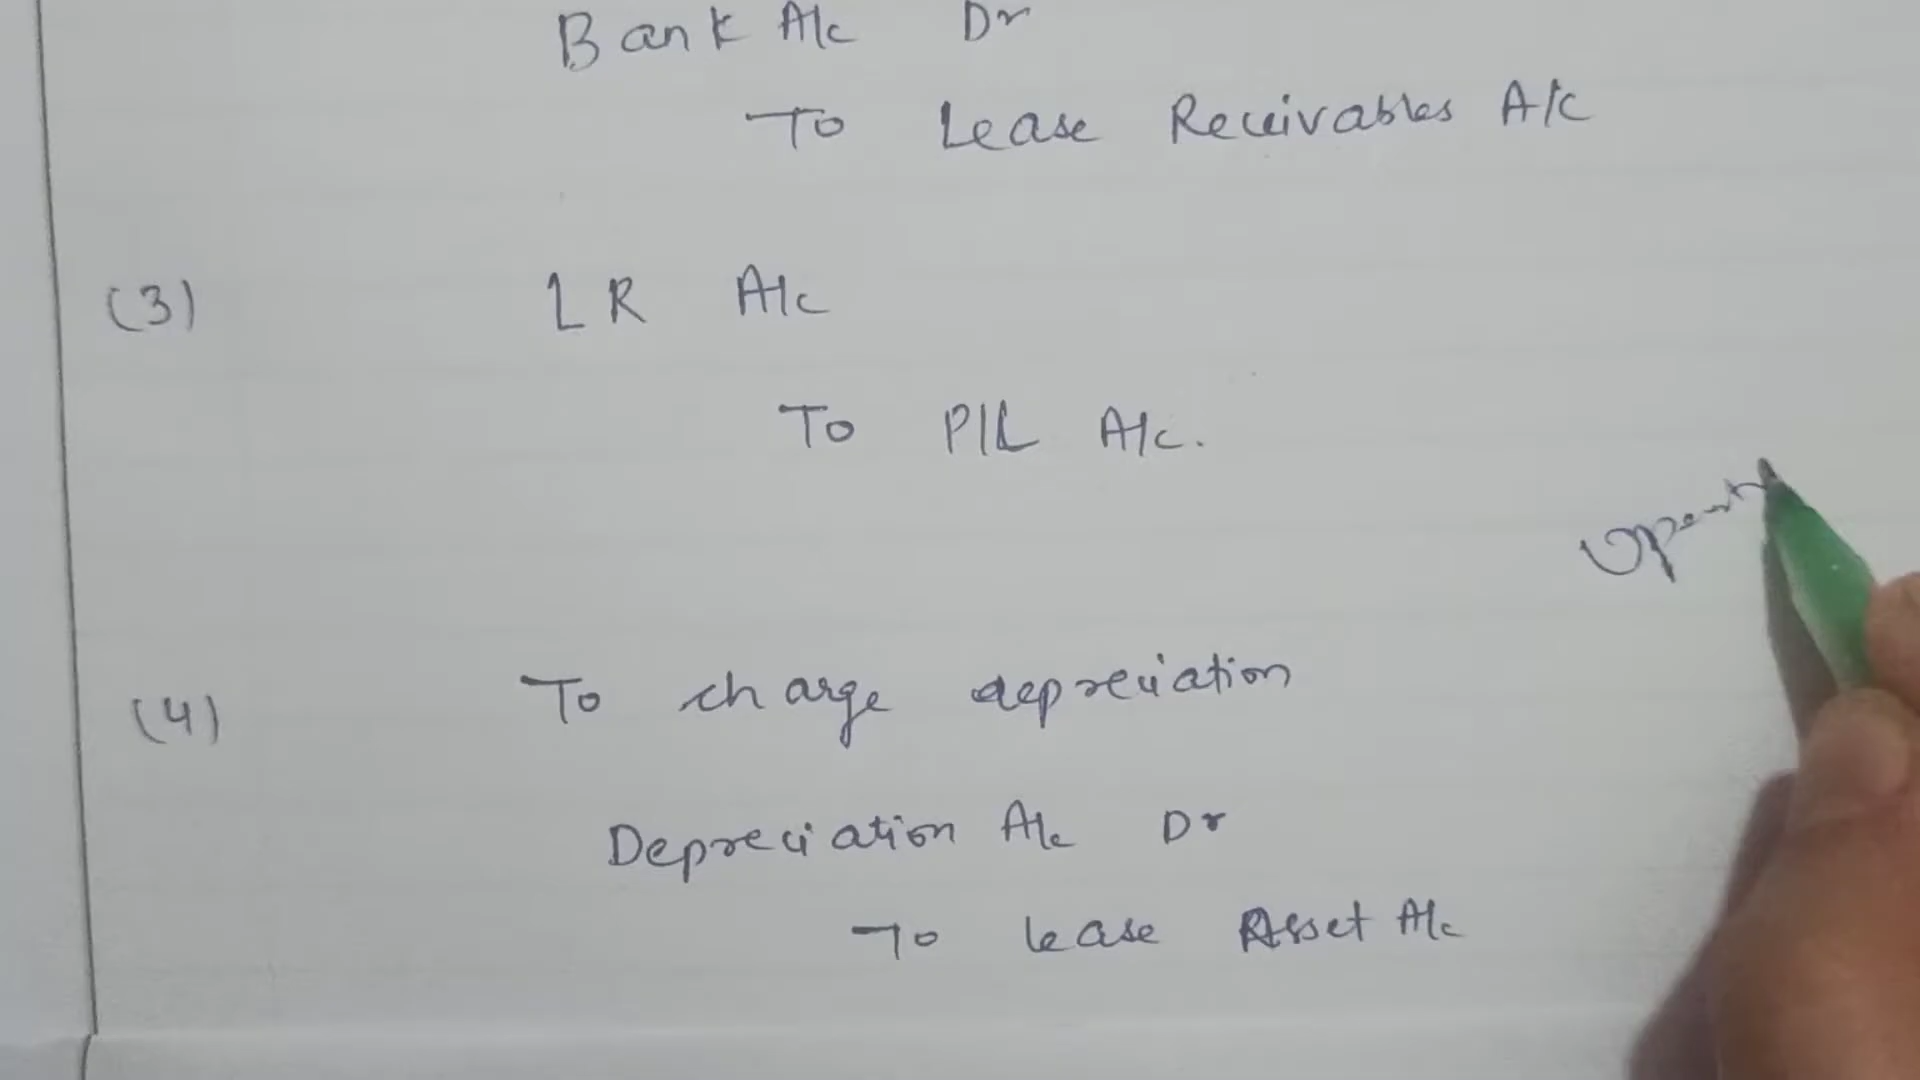 Bank A/c Dr
To Lease Receivables A/c
(3) LR A/c
To P/L A/c.
(4) To charge depreciation
Depreciation A/c Dr
To lease Asset A/c